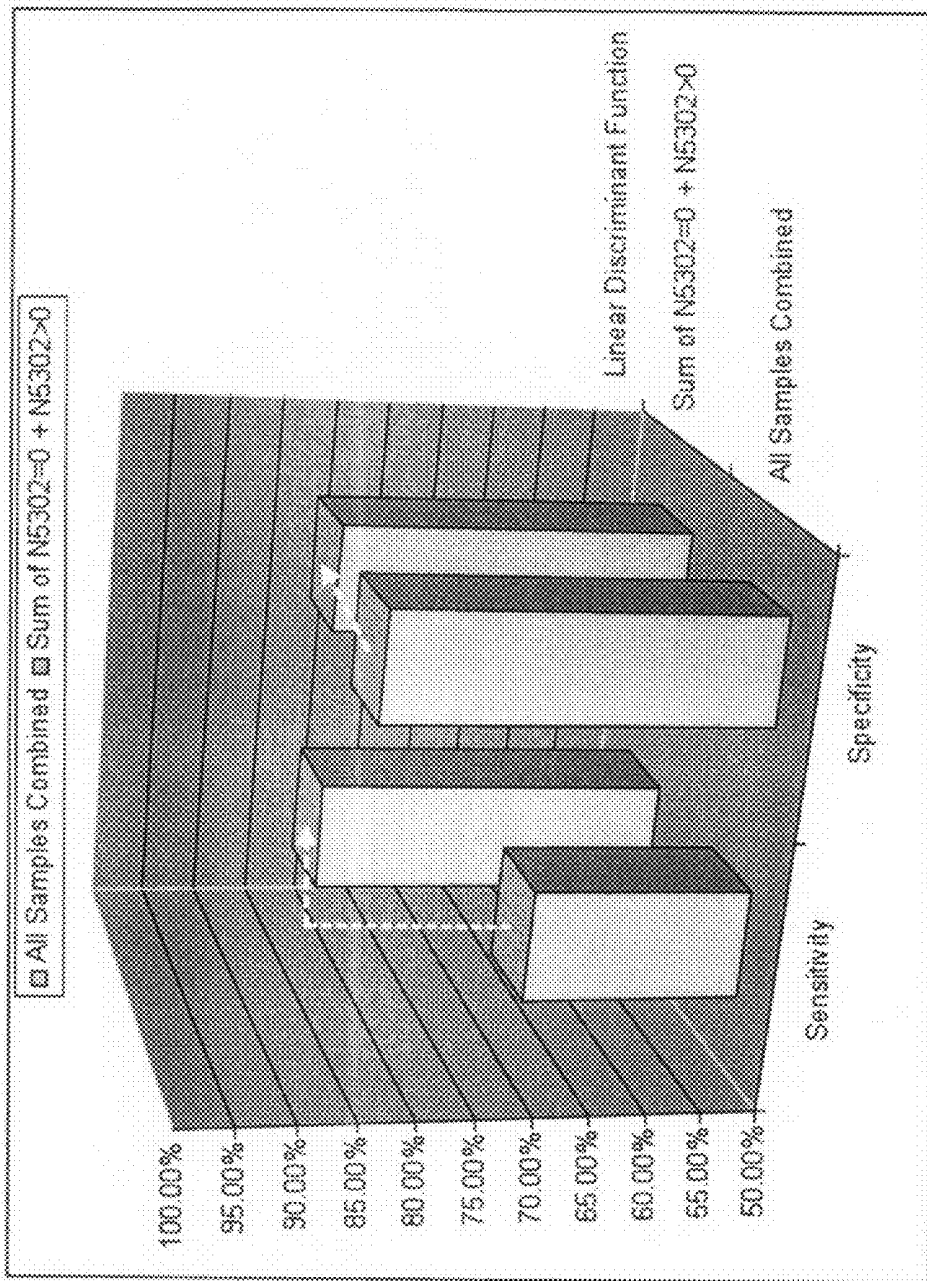 All Samples Combined Sum of N5302=0 + N5302>0
100.00%
95.00%
90.00%
85.00%
80.00%
75.00%
70.00%
65.00%
60.00%
55.00%
50.00%
Sensitivity
Specificity
Linear Discriminant Function
Sum of N5302=0 + N5302>0
All Samples Combined